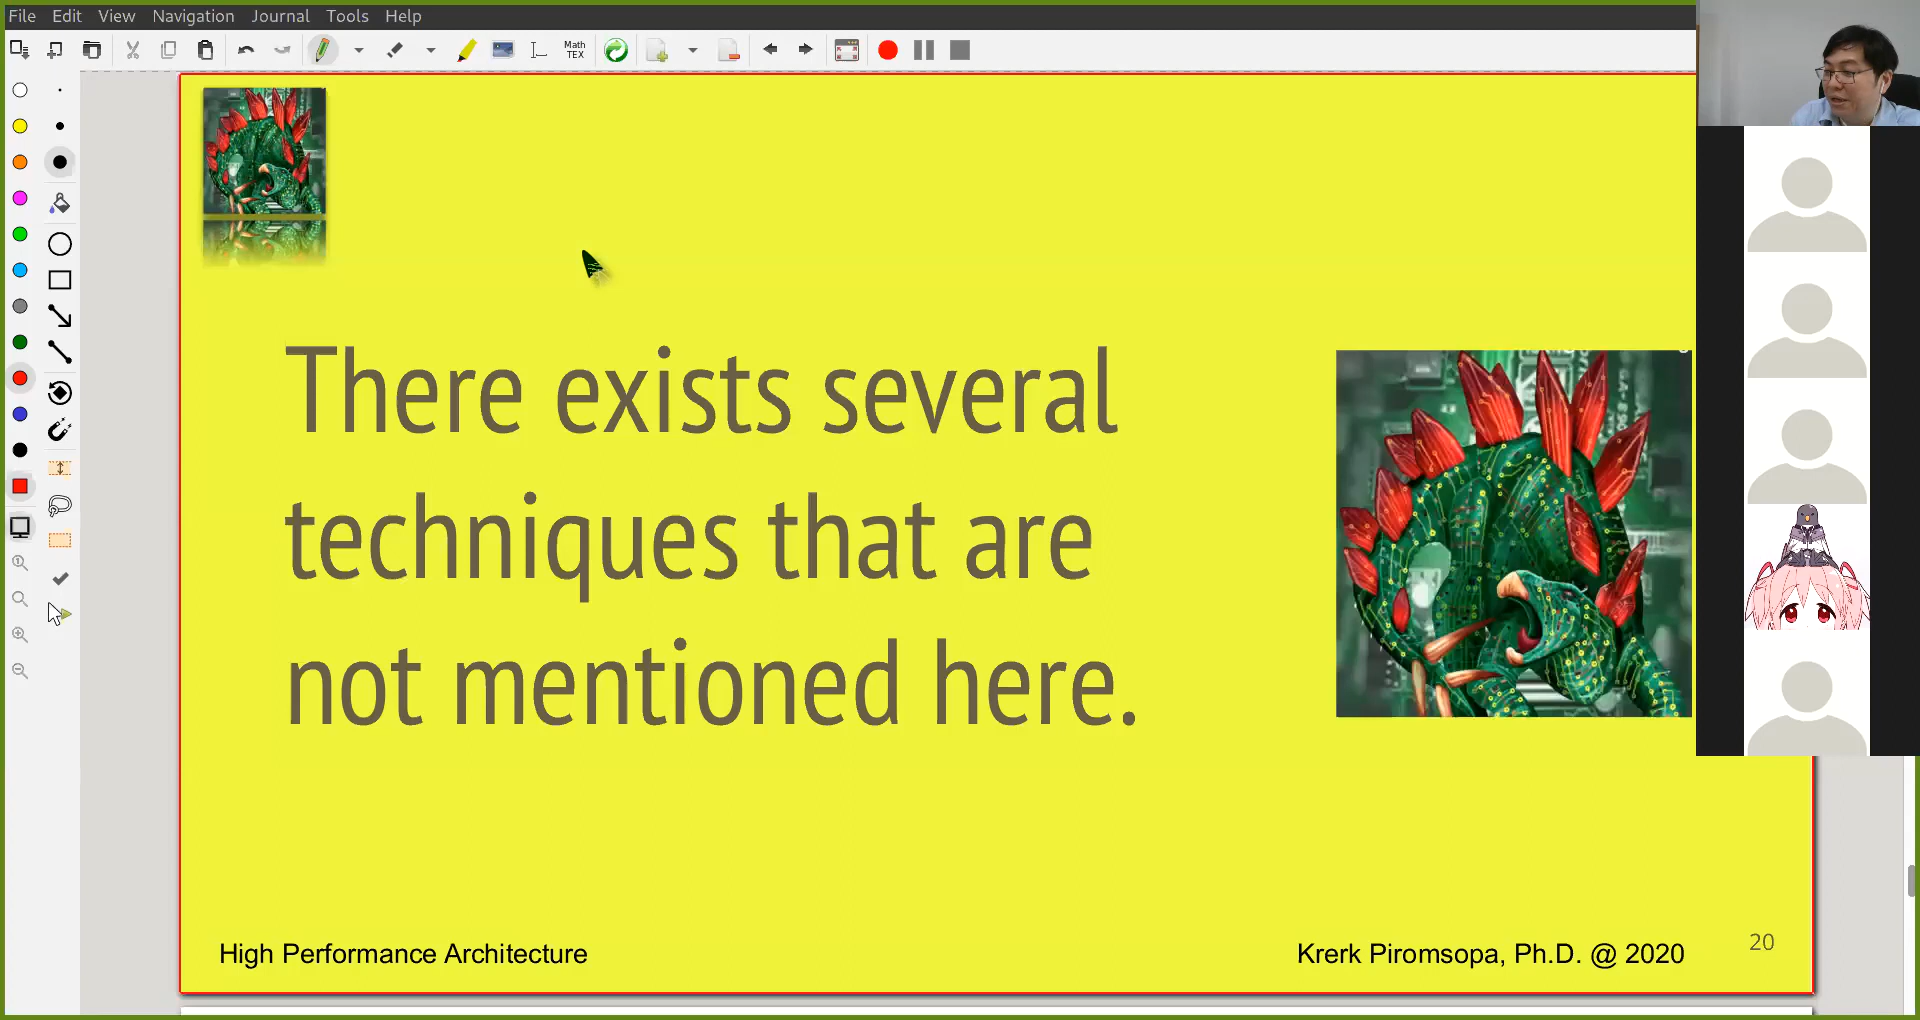 File Edit View Navigation Journal Tools Help
Math
TEX
There exists several
techniques that are
not mentioned here.
High Performance Architecture
Krerk Piromsopa, Ph.D. @ 2020
20